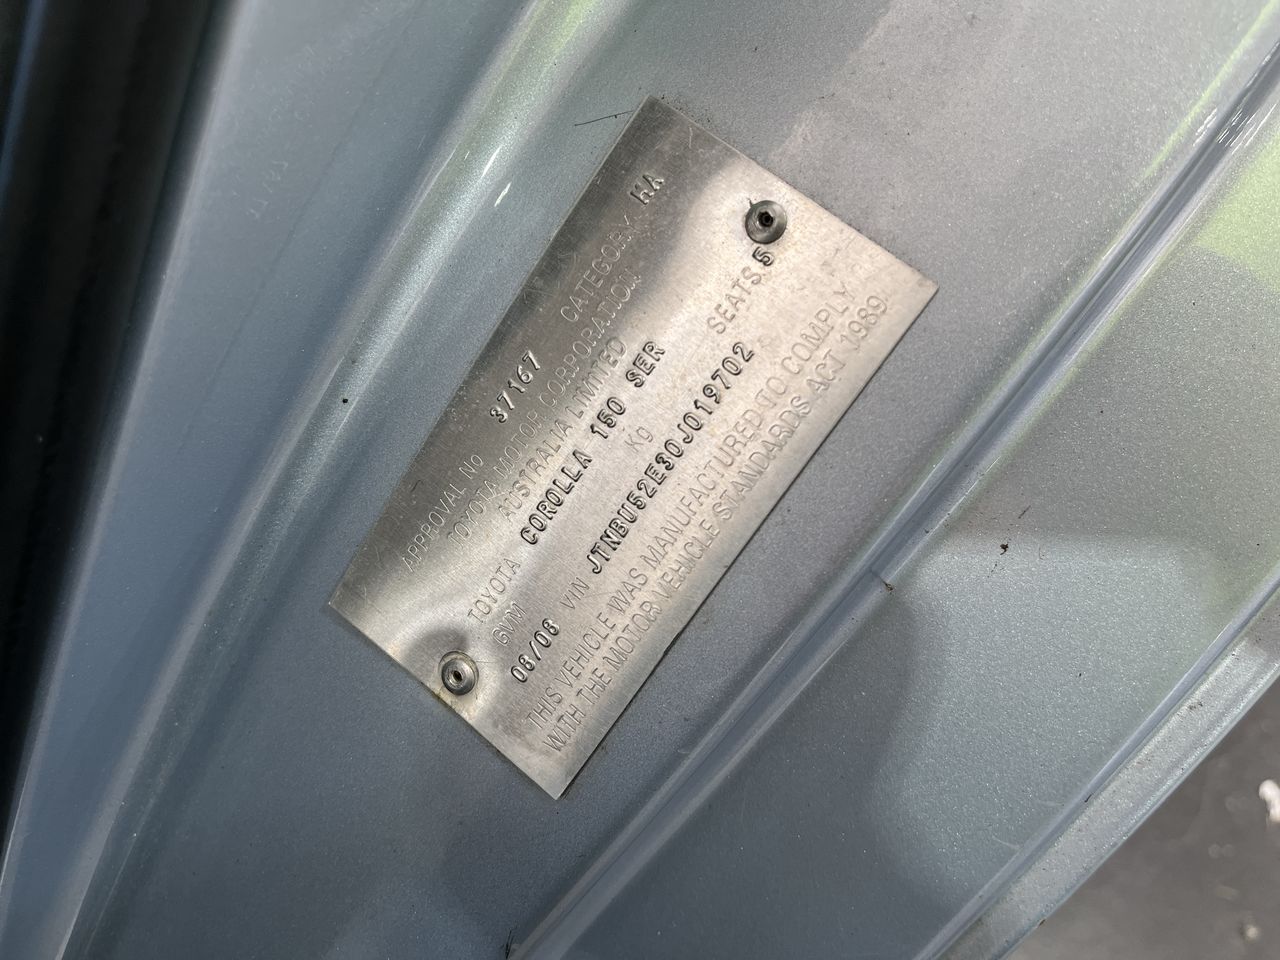 APPROVAL No 37167 CATEGORY MA
TOYOTA MOTOR CORPORATION
AUSTRALIA LIMITED
TOYOTA COROLLA 150 SER SEATS 5
GVM Kg
08/08 VIN JTNBU52E30J019702
THIS VEHICLE WAS MANUFACTURED TO COMPLY
WITH THE MOTOR VEHICLE STANDARDS ACT 1989